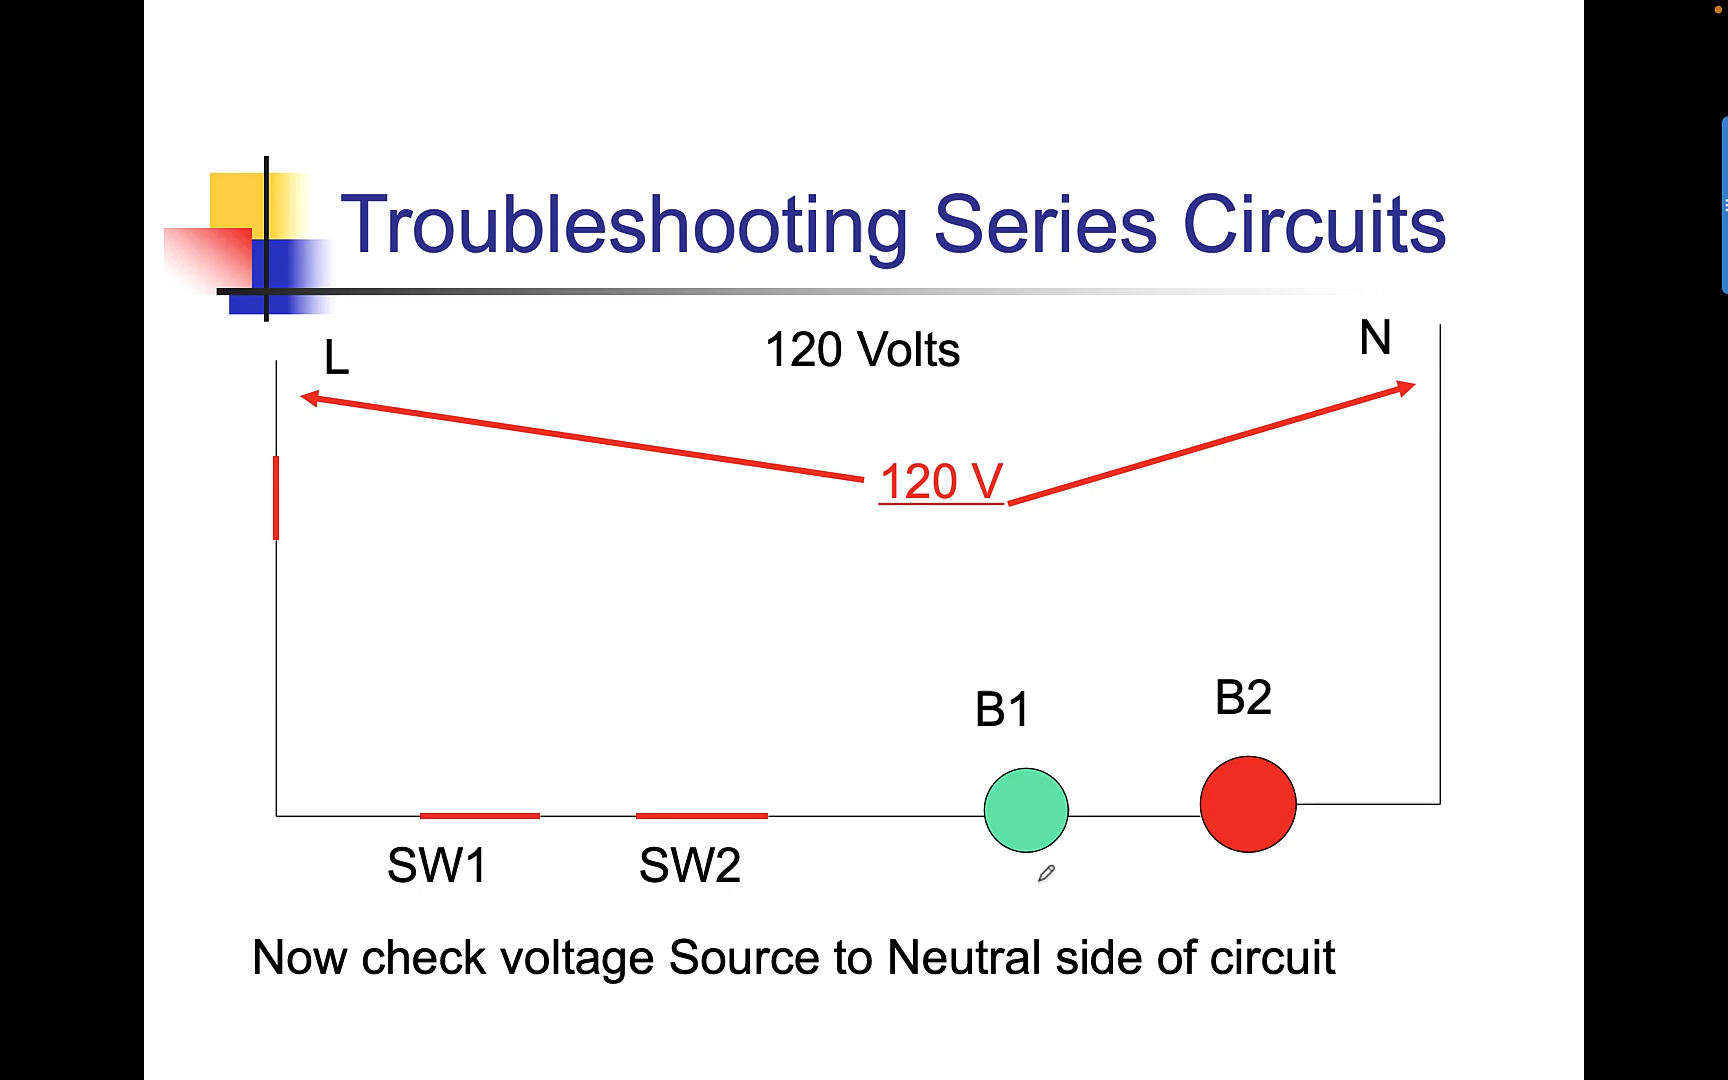 Troubleshooting Series Circuits
L
120 Volts
N
120 V
B1
B2
SW1
SW2
Now check voltage Source to Neutral side of circuit